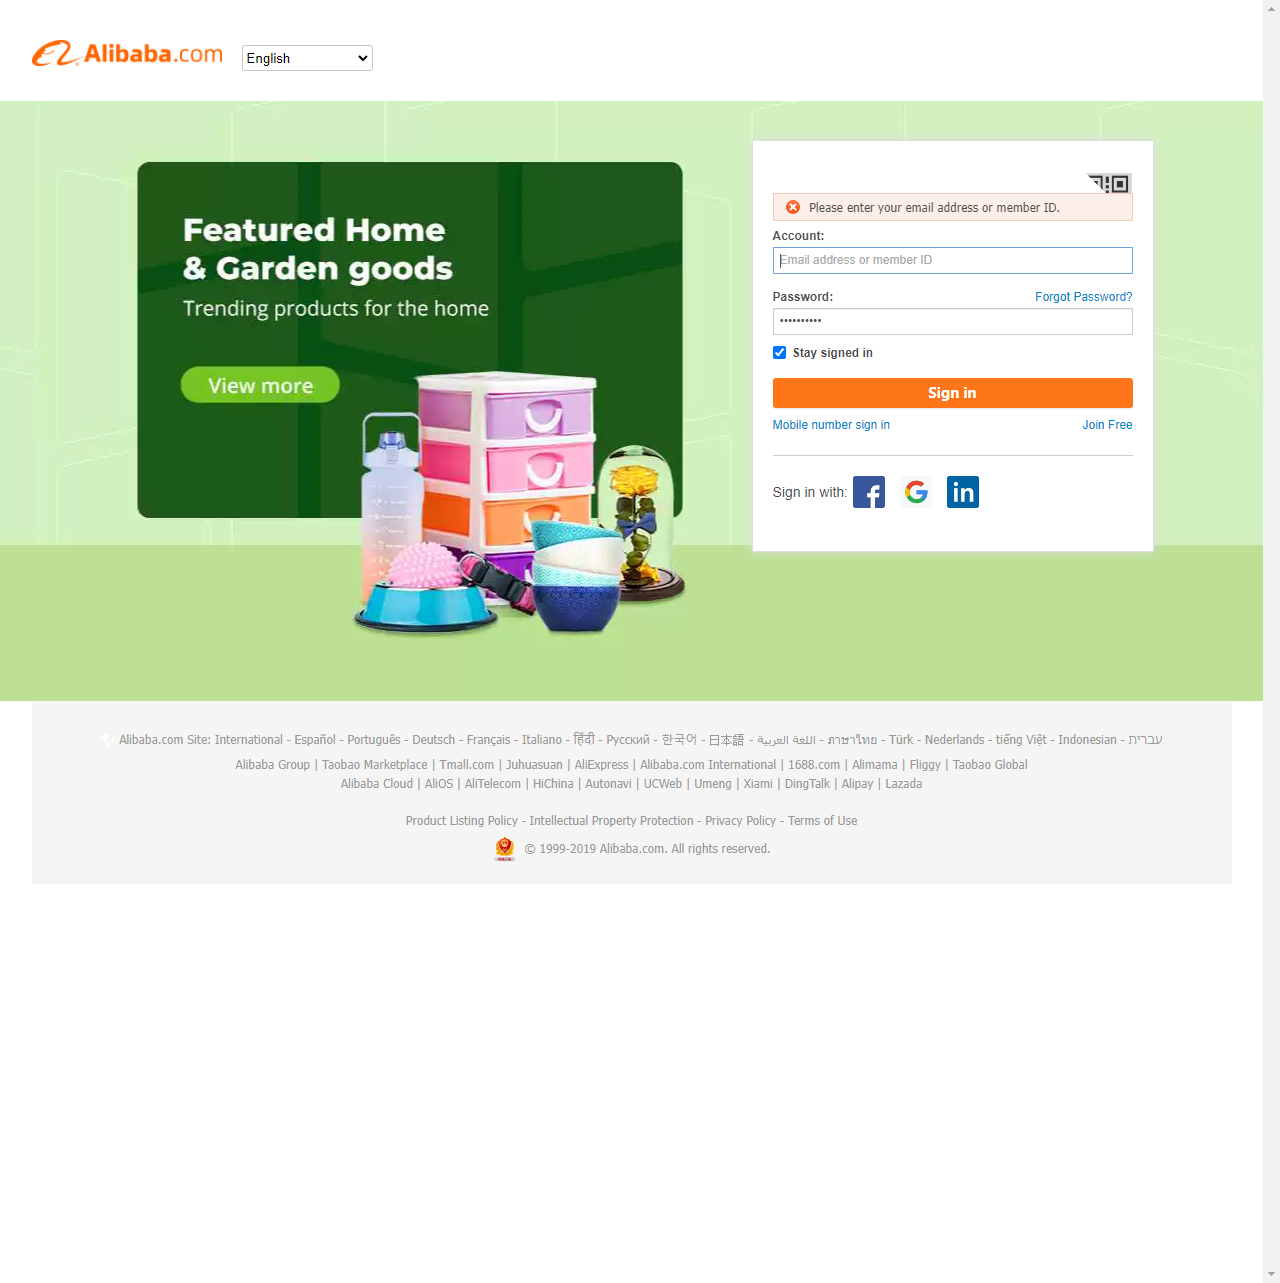 Alibaba.com
English
Featured Home
& Garden goods
Trending products for the home
View more
Please enter your email address or member ID.
Account:
Email address or member ID
Password:
Forgot Password?
••••••••••
Stay signed in
Sign in
Mobile number sign in
Join Free
Sign in with:
Alibaba.com Site: International - Español - Português - Deutsch - Français - Italiano - हिंदी - Pусский - 한국어 - 日本語 - اللغة العربية - ภาษาไทย - Türk - Nederlands - tiếng Việt - Indonesian - עברית
Alibaba Group | Taobao Marketplace | Tmall.com | Juhuasuan | AliExpress | Alibaba.com International | 1688.com | Alimama | Fliggy | Taobao Global
Alibaba Cloud | AliOS | AliTelecom | HiChina | Autonavi | UCWeb | Umeng | Xiami | DingTalk | Alipay | Lazada
Product Listing Policy - Intellectual Property Protection - Privacy Policy - Terms of Use
© 1999-2019 Alibaba.com. All rights reserved.